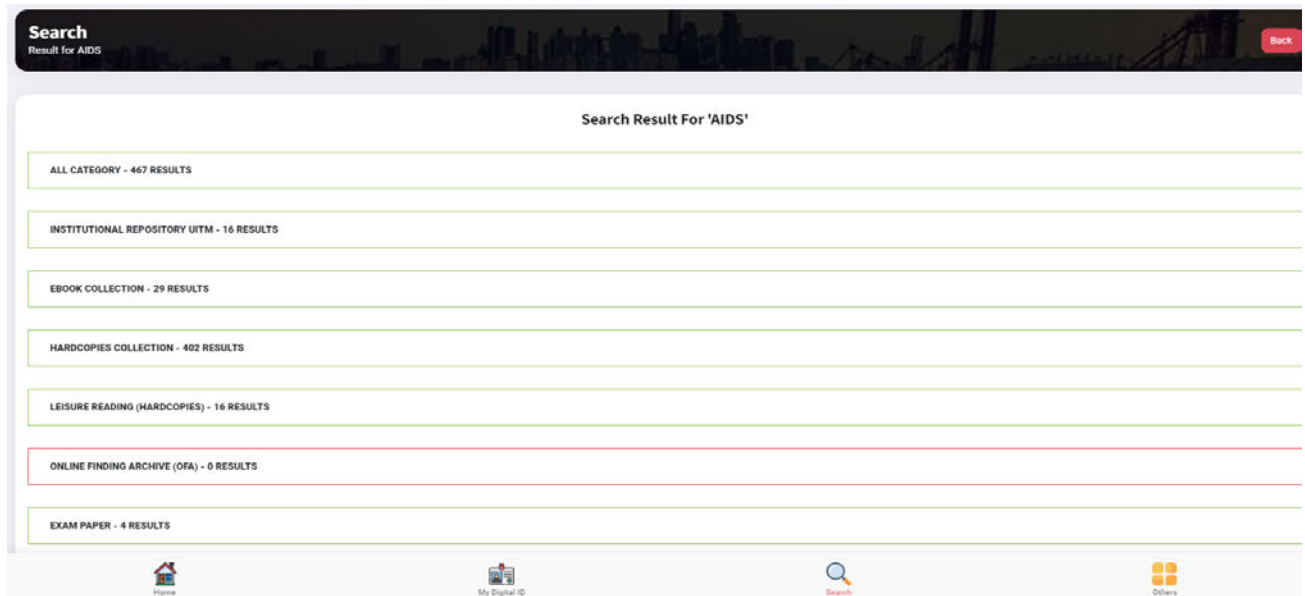 Search
Result for AIDS
Back
Search Result For 'AIDS'
ALL CATEGORY - 467 RESULTS
INSTITUTIONAL REPOSITORY UITM - 16 RESULTS
EBOOK COLLECTION - 29 RESULTS
HARDCOPIES COLLECTION - 402 RESULTS
LEISURE READING (HARDCOPIES) - 16 RESULTS
ONLINE FINDING ARCHIVE (OFA) - 0 RESULTS
EXAM PAPER - 4 RESULTS
Home
My Digital ID
Search
Others